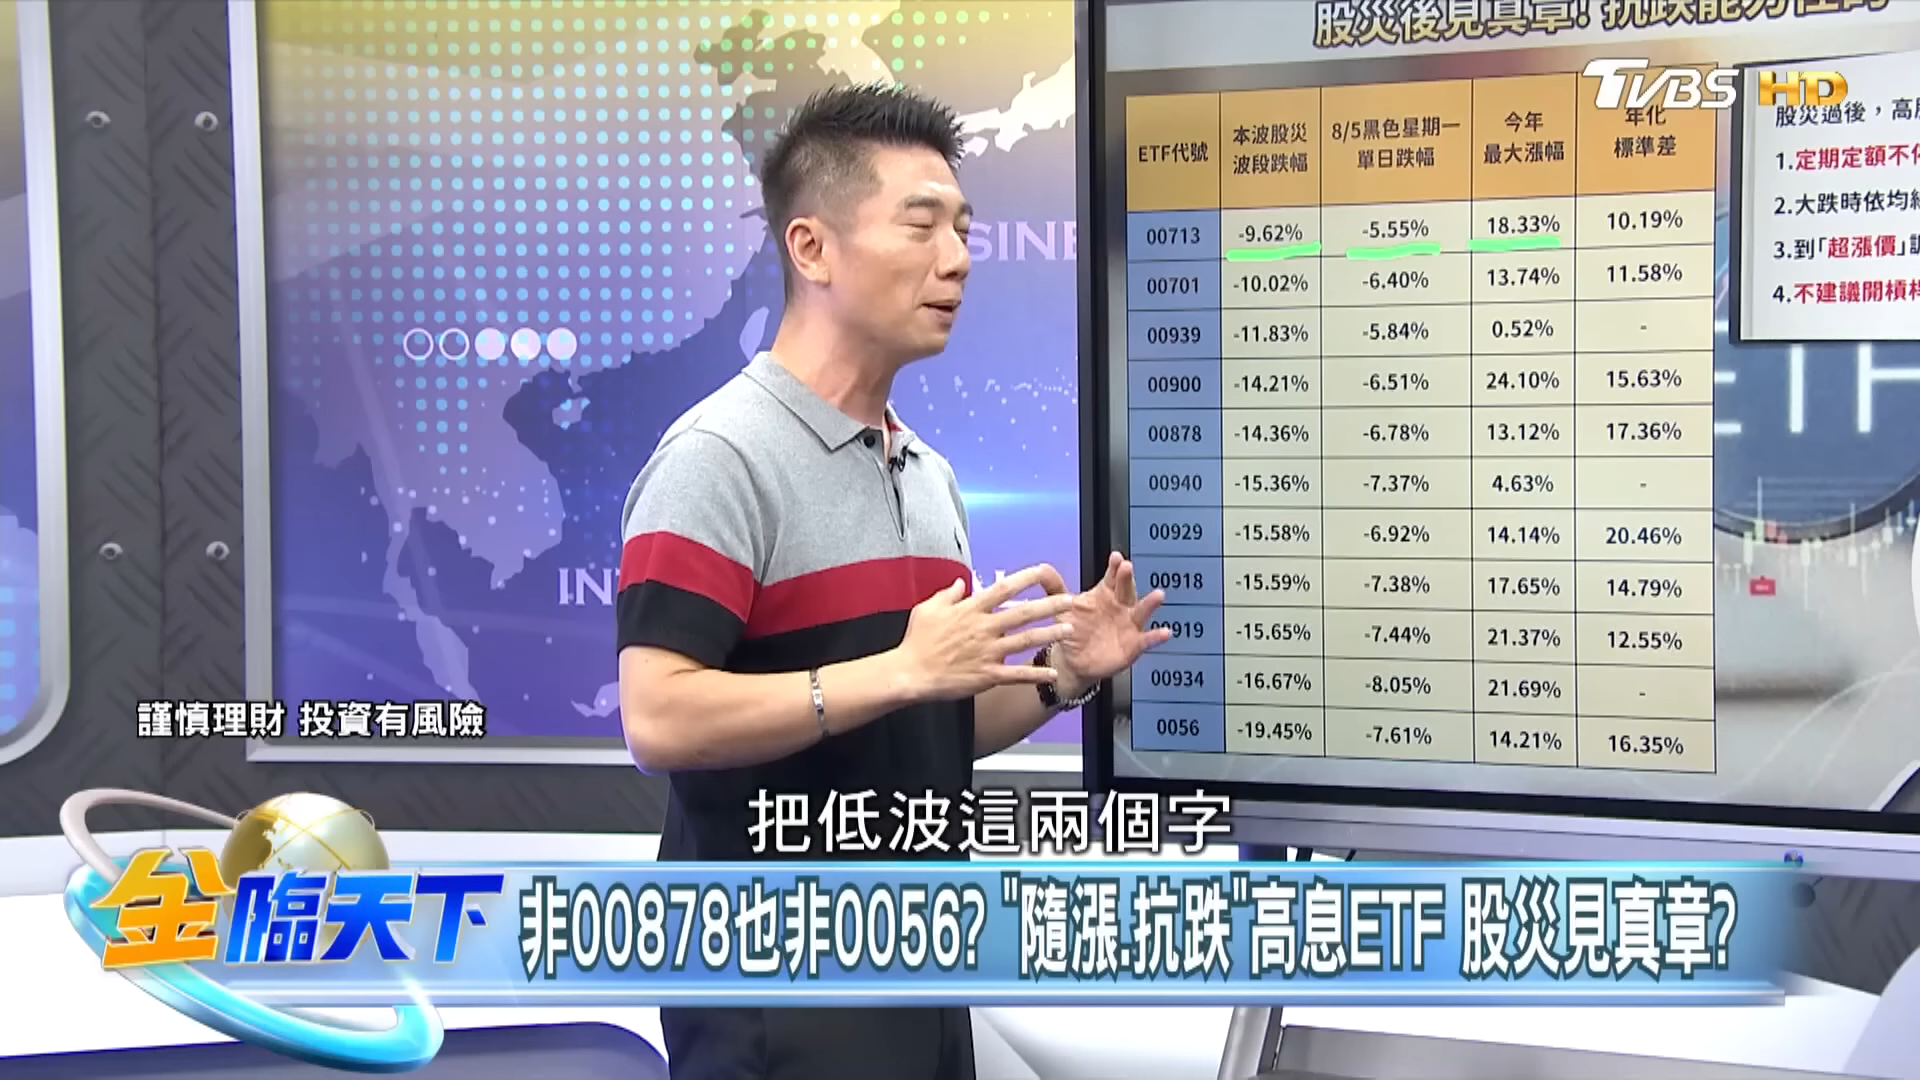 股災後見真章!抗跌能力
TVBS HD
ETF代號 本波股災波段跌幅 8/5黑色星期一單日跌幅 今年最大漲幅 年化標準差
00713 -9.62% -5.55% 18.33% 10.19%
00701 -10.02% -6.40% 13.74% 11.58%
00939 -11.83% -5.84% 0.52% -
00900 -14.21% -6.51% 24.10% 15.63%
00878 -14.36% -6.78% 13.12% 17.36%
00940 -15.36% -7.37% 4.63% -
00929 -15.58% -6.92% 14.14% 20.46%
00918 -15.59% -7.38% 17.65% 14.79%
00919 -15.65% -7.44% 21.37% 12.55%
00934 -16.67% -8.05% 21.69% -
0056 -19.45% -7.61% 14.21% 16.35%
股災過後，高
1.定期定額不
2.大跌時依均
3.到「超漲價」
4.不建議開槓
ETF
SINE
IN
謹慎理財 投資有風險
把低波這兩個字
金臨天下
非00878也非0056? "隨漲.抗跌"高息ETF 股災見真章?